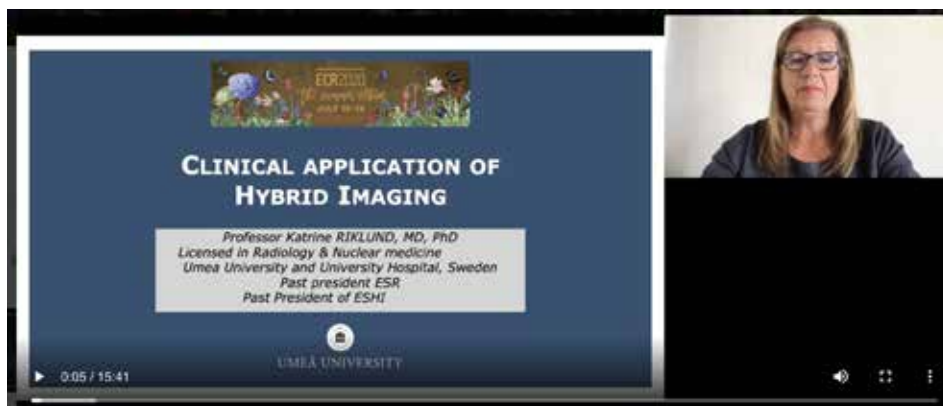 ECR2020
CLINICAL APPLICATION OF
HYBRID IMAGING
Professor Katrine RIKLUND, MD, PhD
Licensed in Radiology & Nuclear medicine
Umea University and University Hospital, Sweden
Past president ESR
Past President of ESHI
UMEÅ UNIVERSITY
0:05 / 15:41